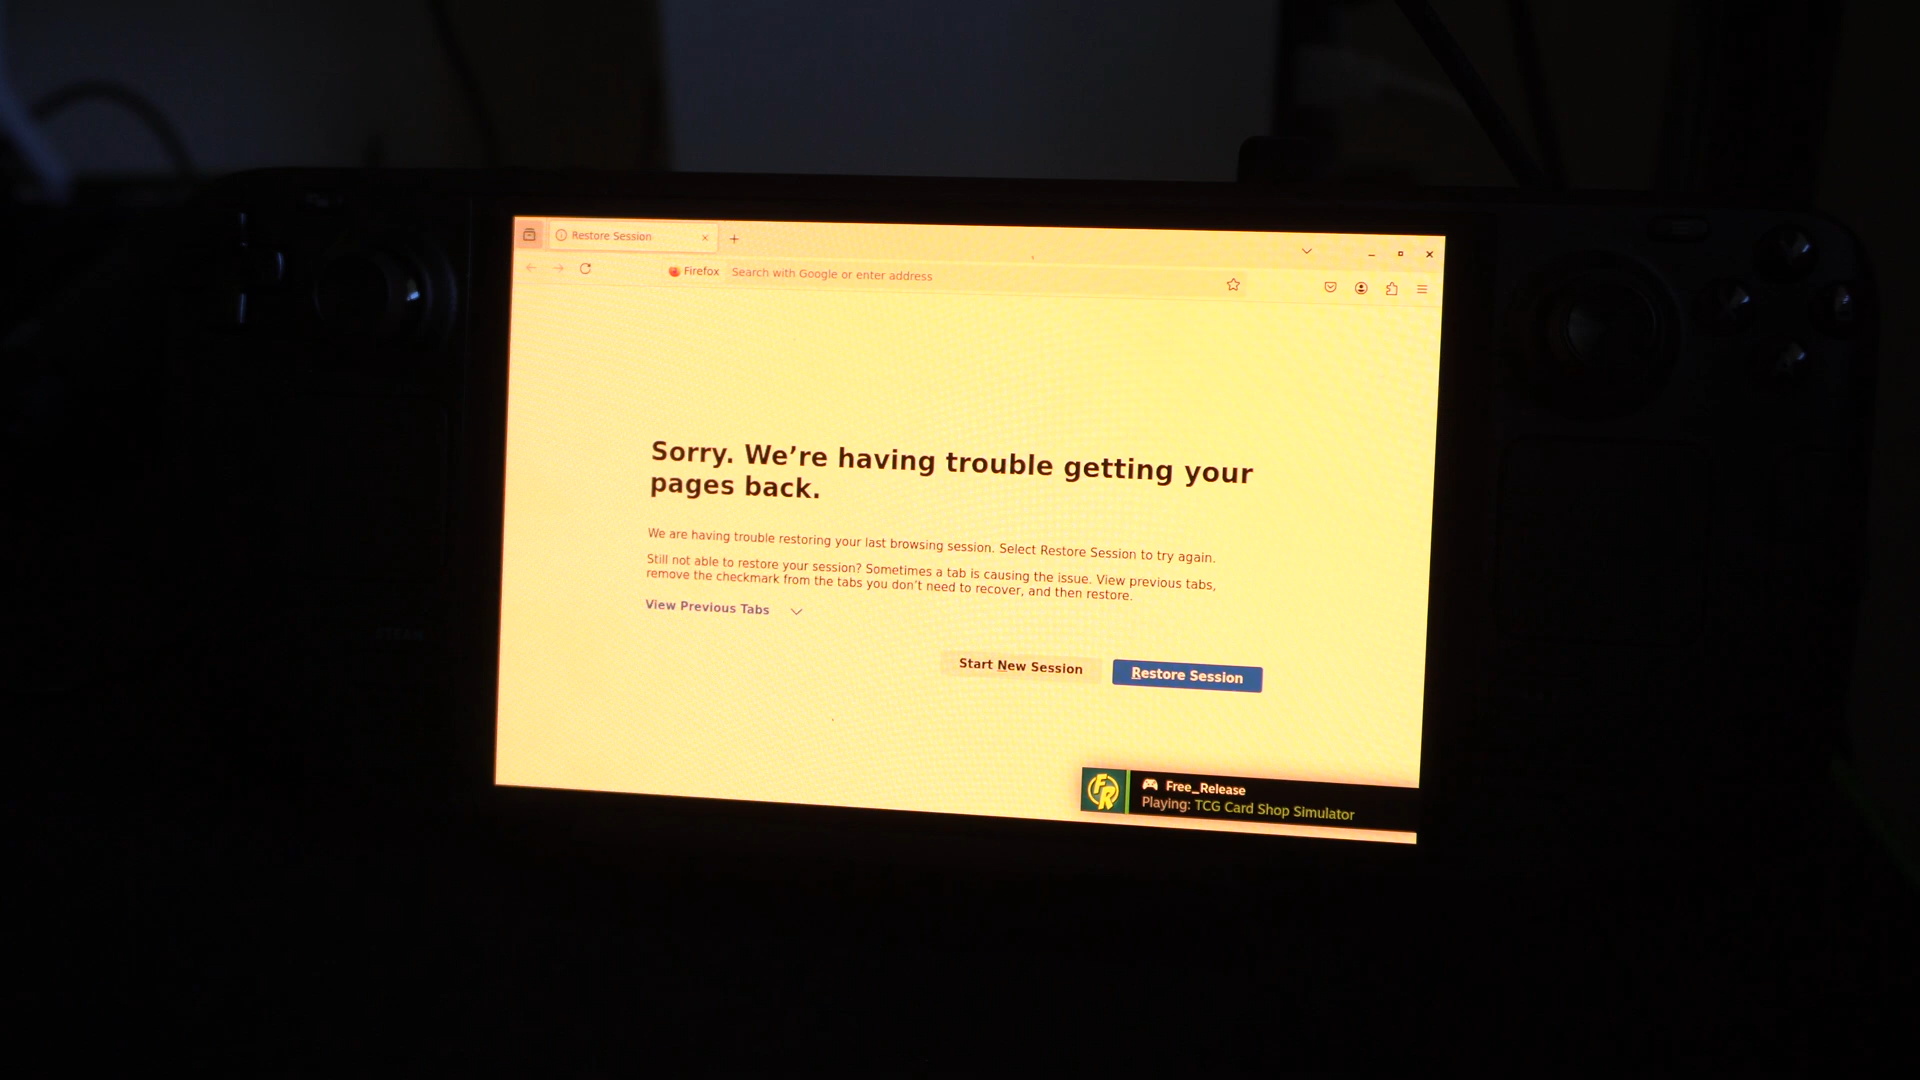 Restore Session
Firefox Search with Google or enter address
Sorry. We’re having trouble getting your
pages back.
We are having trouble restoring your last browsing session. Select Restore Session to try again.
Still not able to restore your session? Sometimes a tab is causing the issue. View previous tabs,
remove the checkmark from the tabs you don’t need to recover, and then restore.
View Previous Tabs
Start New Session
Restore Session
FR
Free_Release
Playing: TCG Card Shop Simulator
STEAM